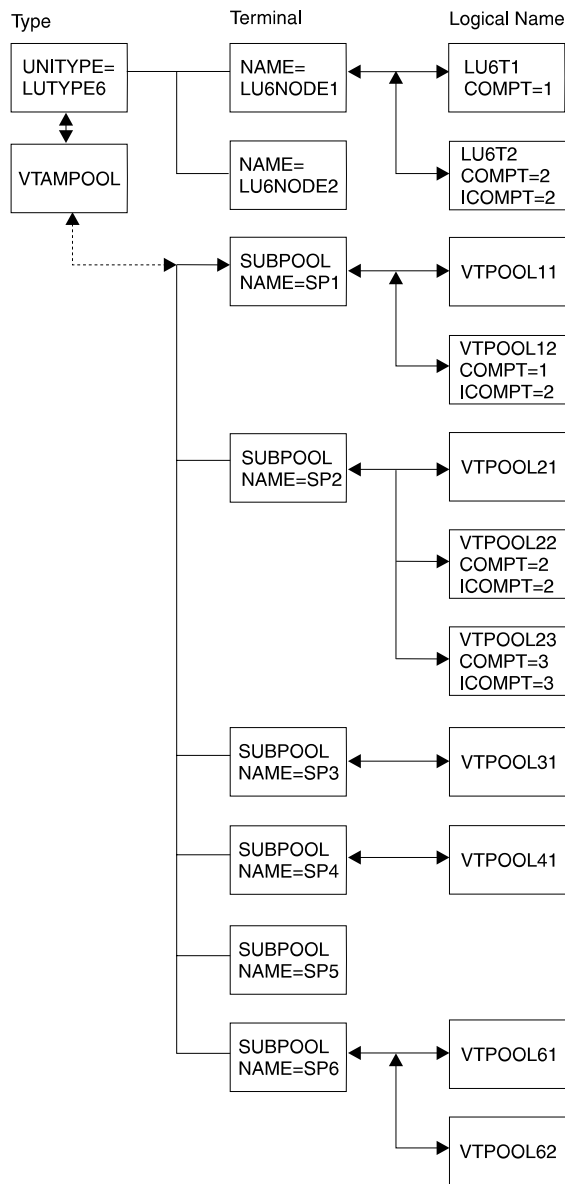 Type
Terminal
Logical Name
UNITYPE=
LUTYPE6
NAME=
LU6NODE1
LU6T1
COMPT=1
VTAMPOOL
NAME=
LU6NODE2
LU6T2
COMPT=2
ICOMPT=2
SUBPOOL
NAME=SP1
VTPOOL11
VTPOOL12
COMPT=1
ICOMPT=2
SUBPOOL
NAME=SP2
VTPOOL21
VTPOOL22
COMPT=2
ICOMPT=2
VTPOOL23
COMPT=3
ICOMPT=3
SUBPOOL
NAME=SP3
VTPOOL31
SUBPOOL
NAME=SP4
VTPOOL41
SUBPOOL
NAME=SP5
SUBPOOL
NAME=SP6
VTPOOL61
VTPOOL62